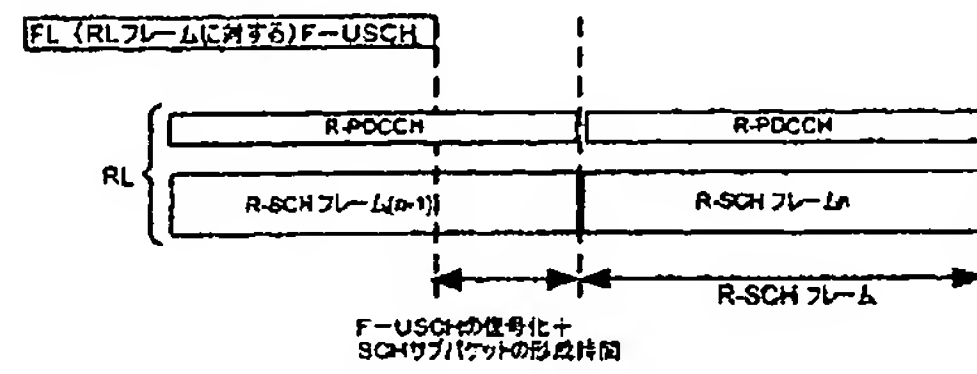 FL (RLフレームに対する)F-USCH
R-PDCCH
R-PDCCH
RL
R-SCH フレーム(n-1)
R-SCH フレームn
R-SCH フレーム
F-USCHの復号化+
SCHサブパケットの形成時間